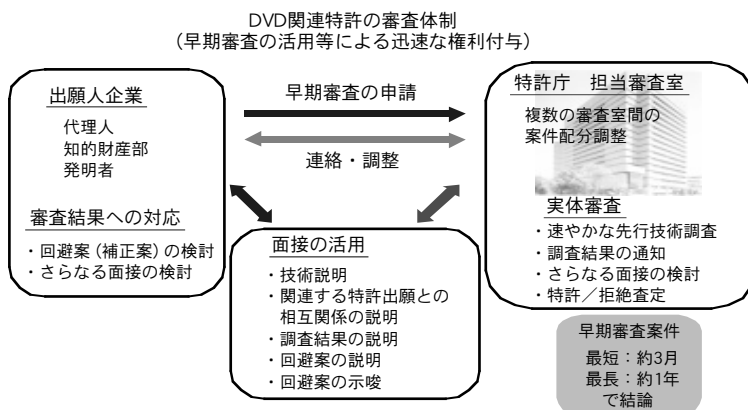 DVD関連特許の審査体制
（早期審査の活用等による迅速な権利付与）
出願人企業
代理人
知的財産部
発明者
審査結果への対応
・回避案（補正案）の検討
・さらなる面接の検討
早期審査の申請
連絡・調整
特許庁　担当審査室
複数の審査室間の
案件配分調整
実体審査
・速やかな先行技術調査
・調査結果の通知
・さらなる面接の検討
・特許／拒絶査定
面接の活用
・技術説明
・関連する特許出願との
相互関係の説明
・調査結果の説明
・回避案の説明
・回避案の示唆
早期審査案件
最短：約3月
最長：約1年
で結論